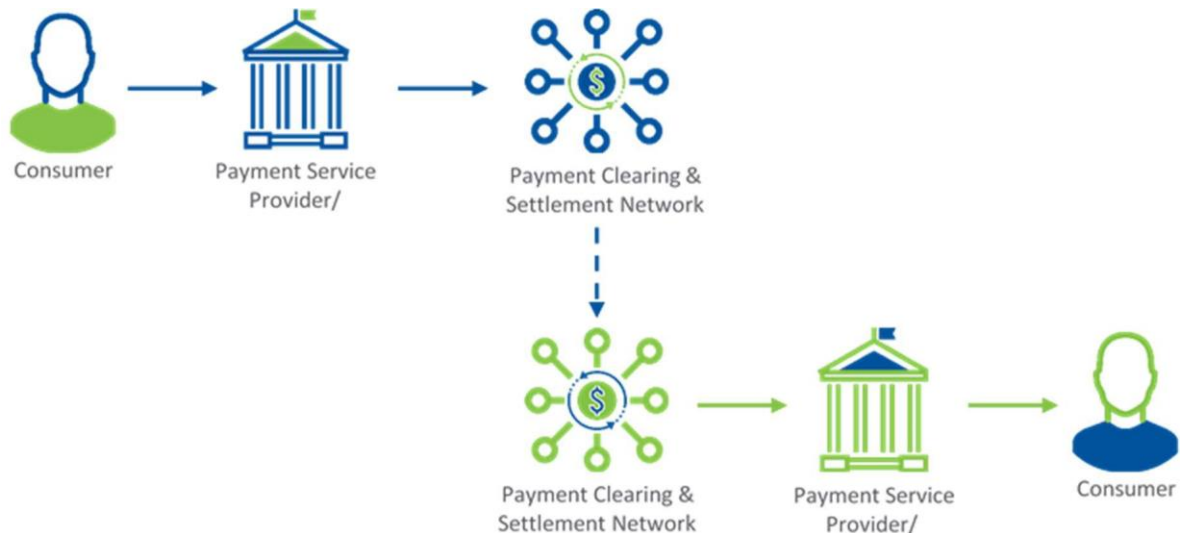 Consumer
Payment Service
Provider/
Payment Clearing &
Settlement Network
$
$
Payment Clearing &
Settlement Network
Payment Service
Provider/
Consumer